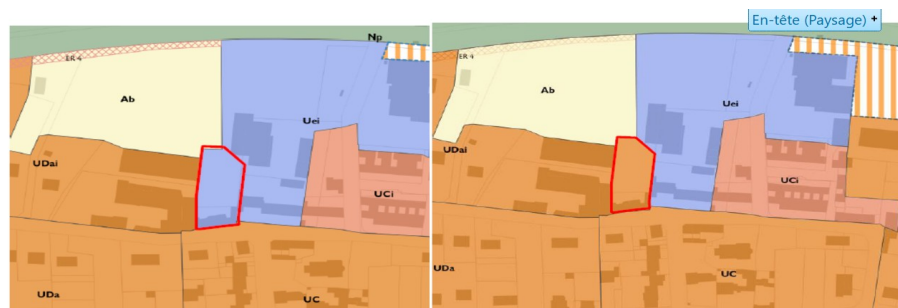 En-tête (Paysage) +
Np
ER 4
Ab
Uei
UDai
UCi
UDa
UC
ER 4
Ab
Uei
UDai
UCi
UDa
UC